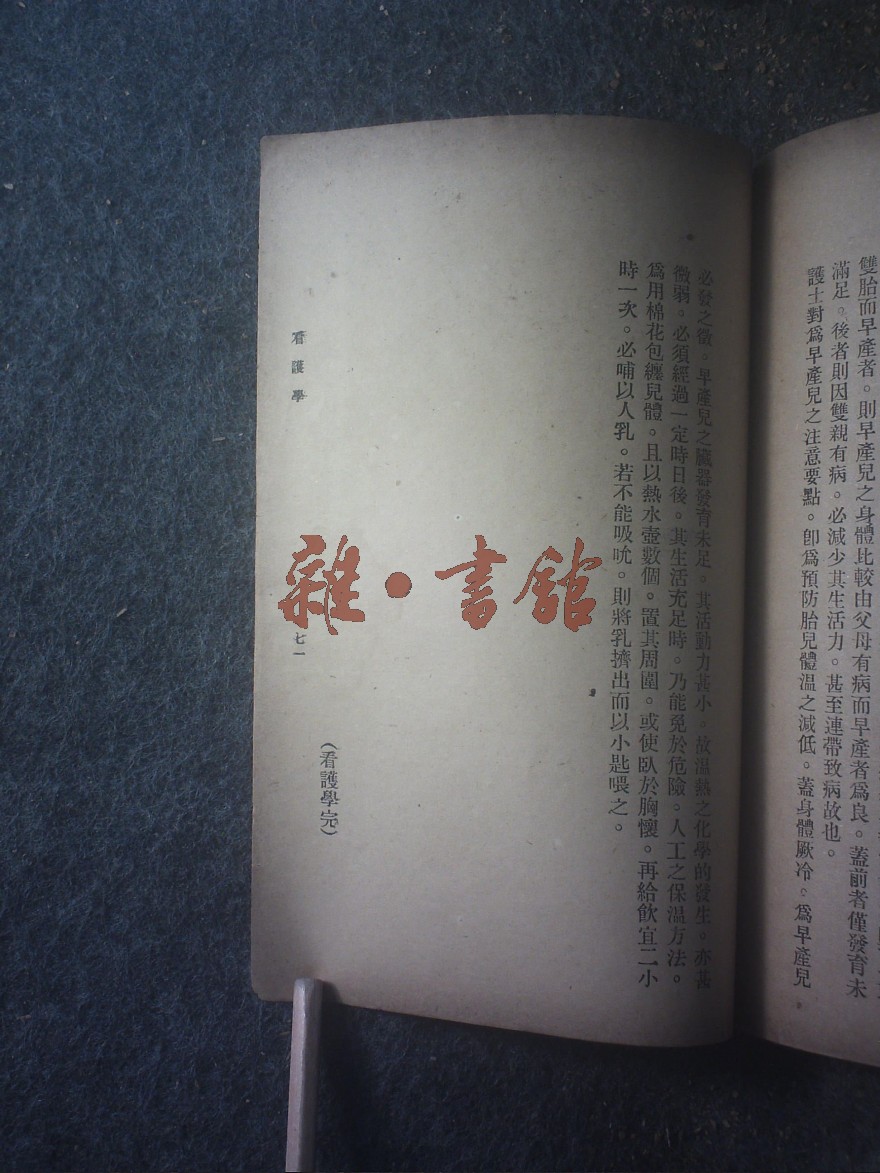 雙胎而早產者。則早產兒之身體比較由父母有病而早產者爲良。蓋前者僅發育未
滿足。後者則因雙親有病。必減少其生活力。甚至連帶致病故也。
護士對爲早產兒之注意要點。卽爲預防胎兒體溫之減低。蓋身體厥冷。爲早產兒
必發之徵。早產兒之臟器發育未足。其活動力甚小。故温熱之化學的發生。亦甚
微弱。必須經過一定時日後。其生活充足時。乃能免於危險。人工之保温方法。
爲用棉花包纏兒體。且以熱水壺數個。置其周圍。或使臥於胸懷。再給飲宜二小
時一次。必哺以人乳。若不能吸吮。則將乳擠出而以小匙喂之。
(看護學完)
看護學
七一
雜•書館